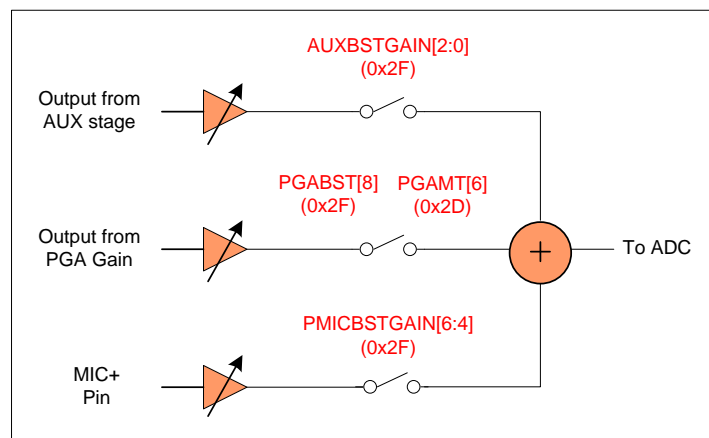 AUXBSTGAIN[2:0]
(0x2F)
Output from
AUX stage
PGABST[8]
(0x2F)
PGAMT[6]
(0x2D)
Output from
PGA Gain
+
To ADC
PMICBSTGAIN[6:4]
(0x2F)
MIC+
Pin